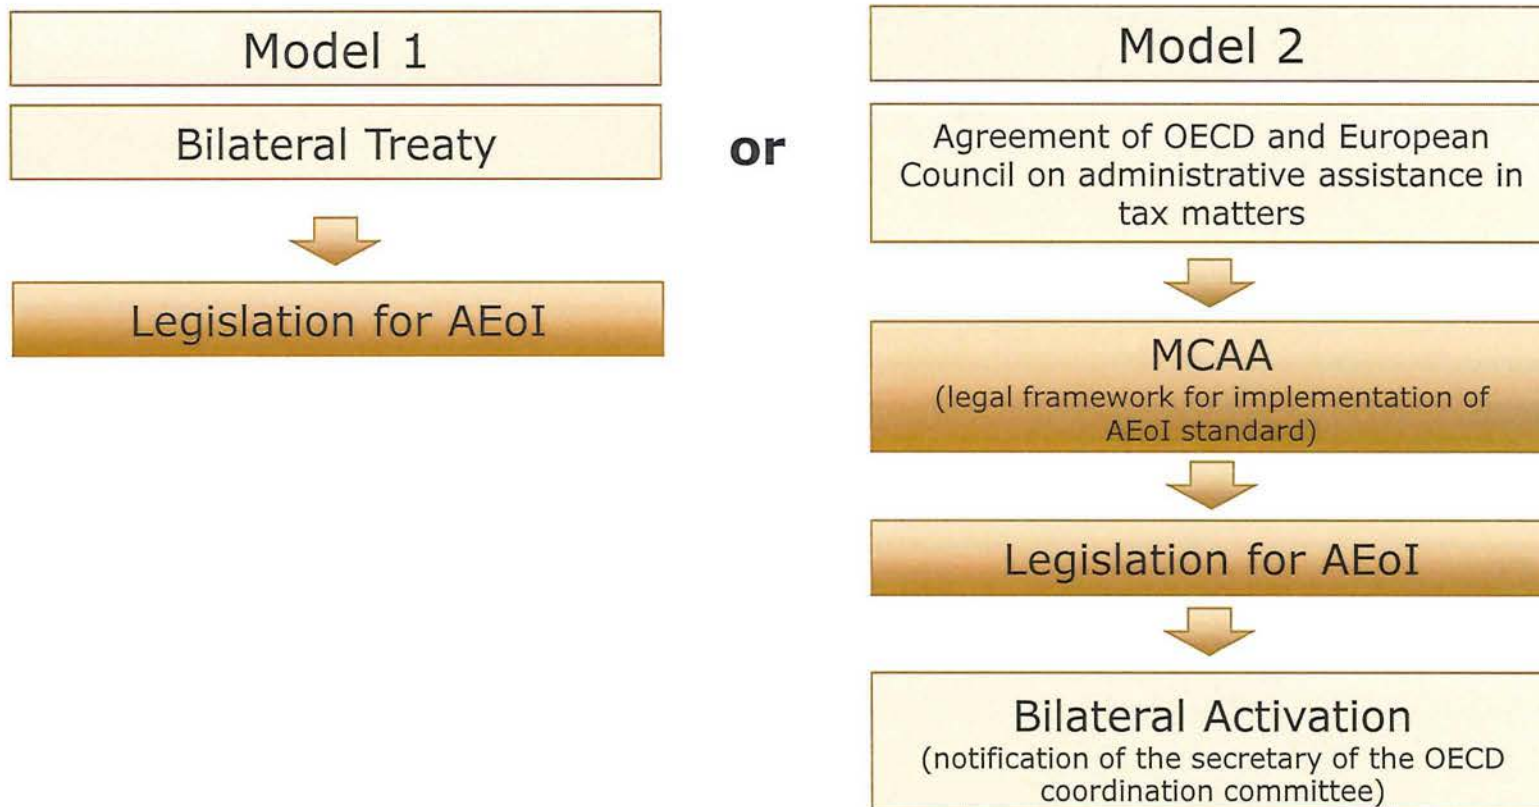 Model 1
Bilateral Treaty
Legislation for AEoI
or
Model 2
Agreement of OECD and European
Council on administrative assistance in
tax matters
MCAA
(legal framework for implementation of
AEoI standard)
Legislation for AEoI
Bilateral Activation
(notification of the secretary of the OECD
coordination committee)